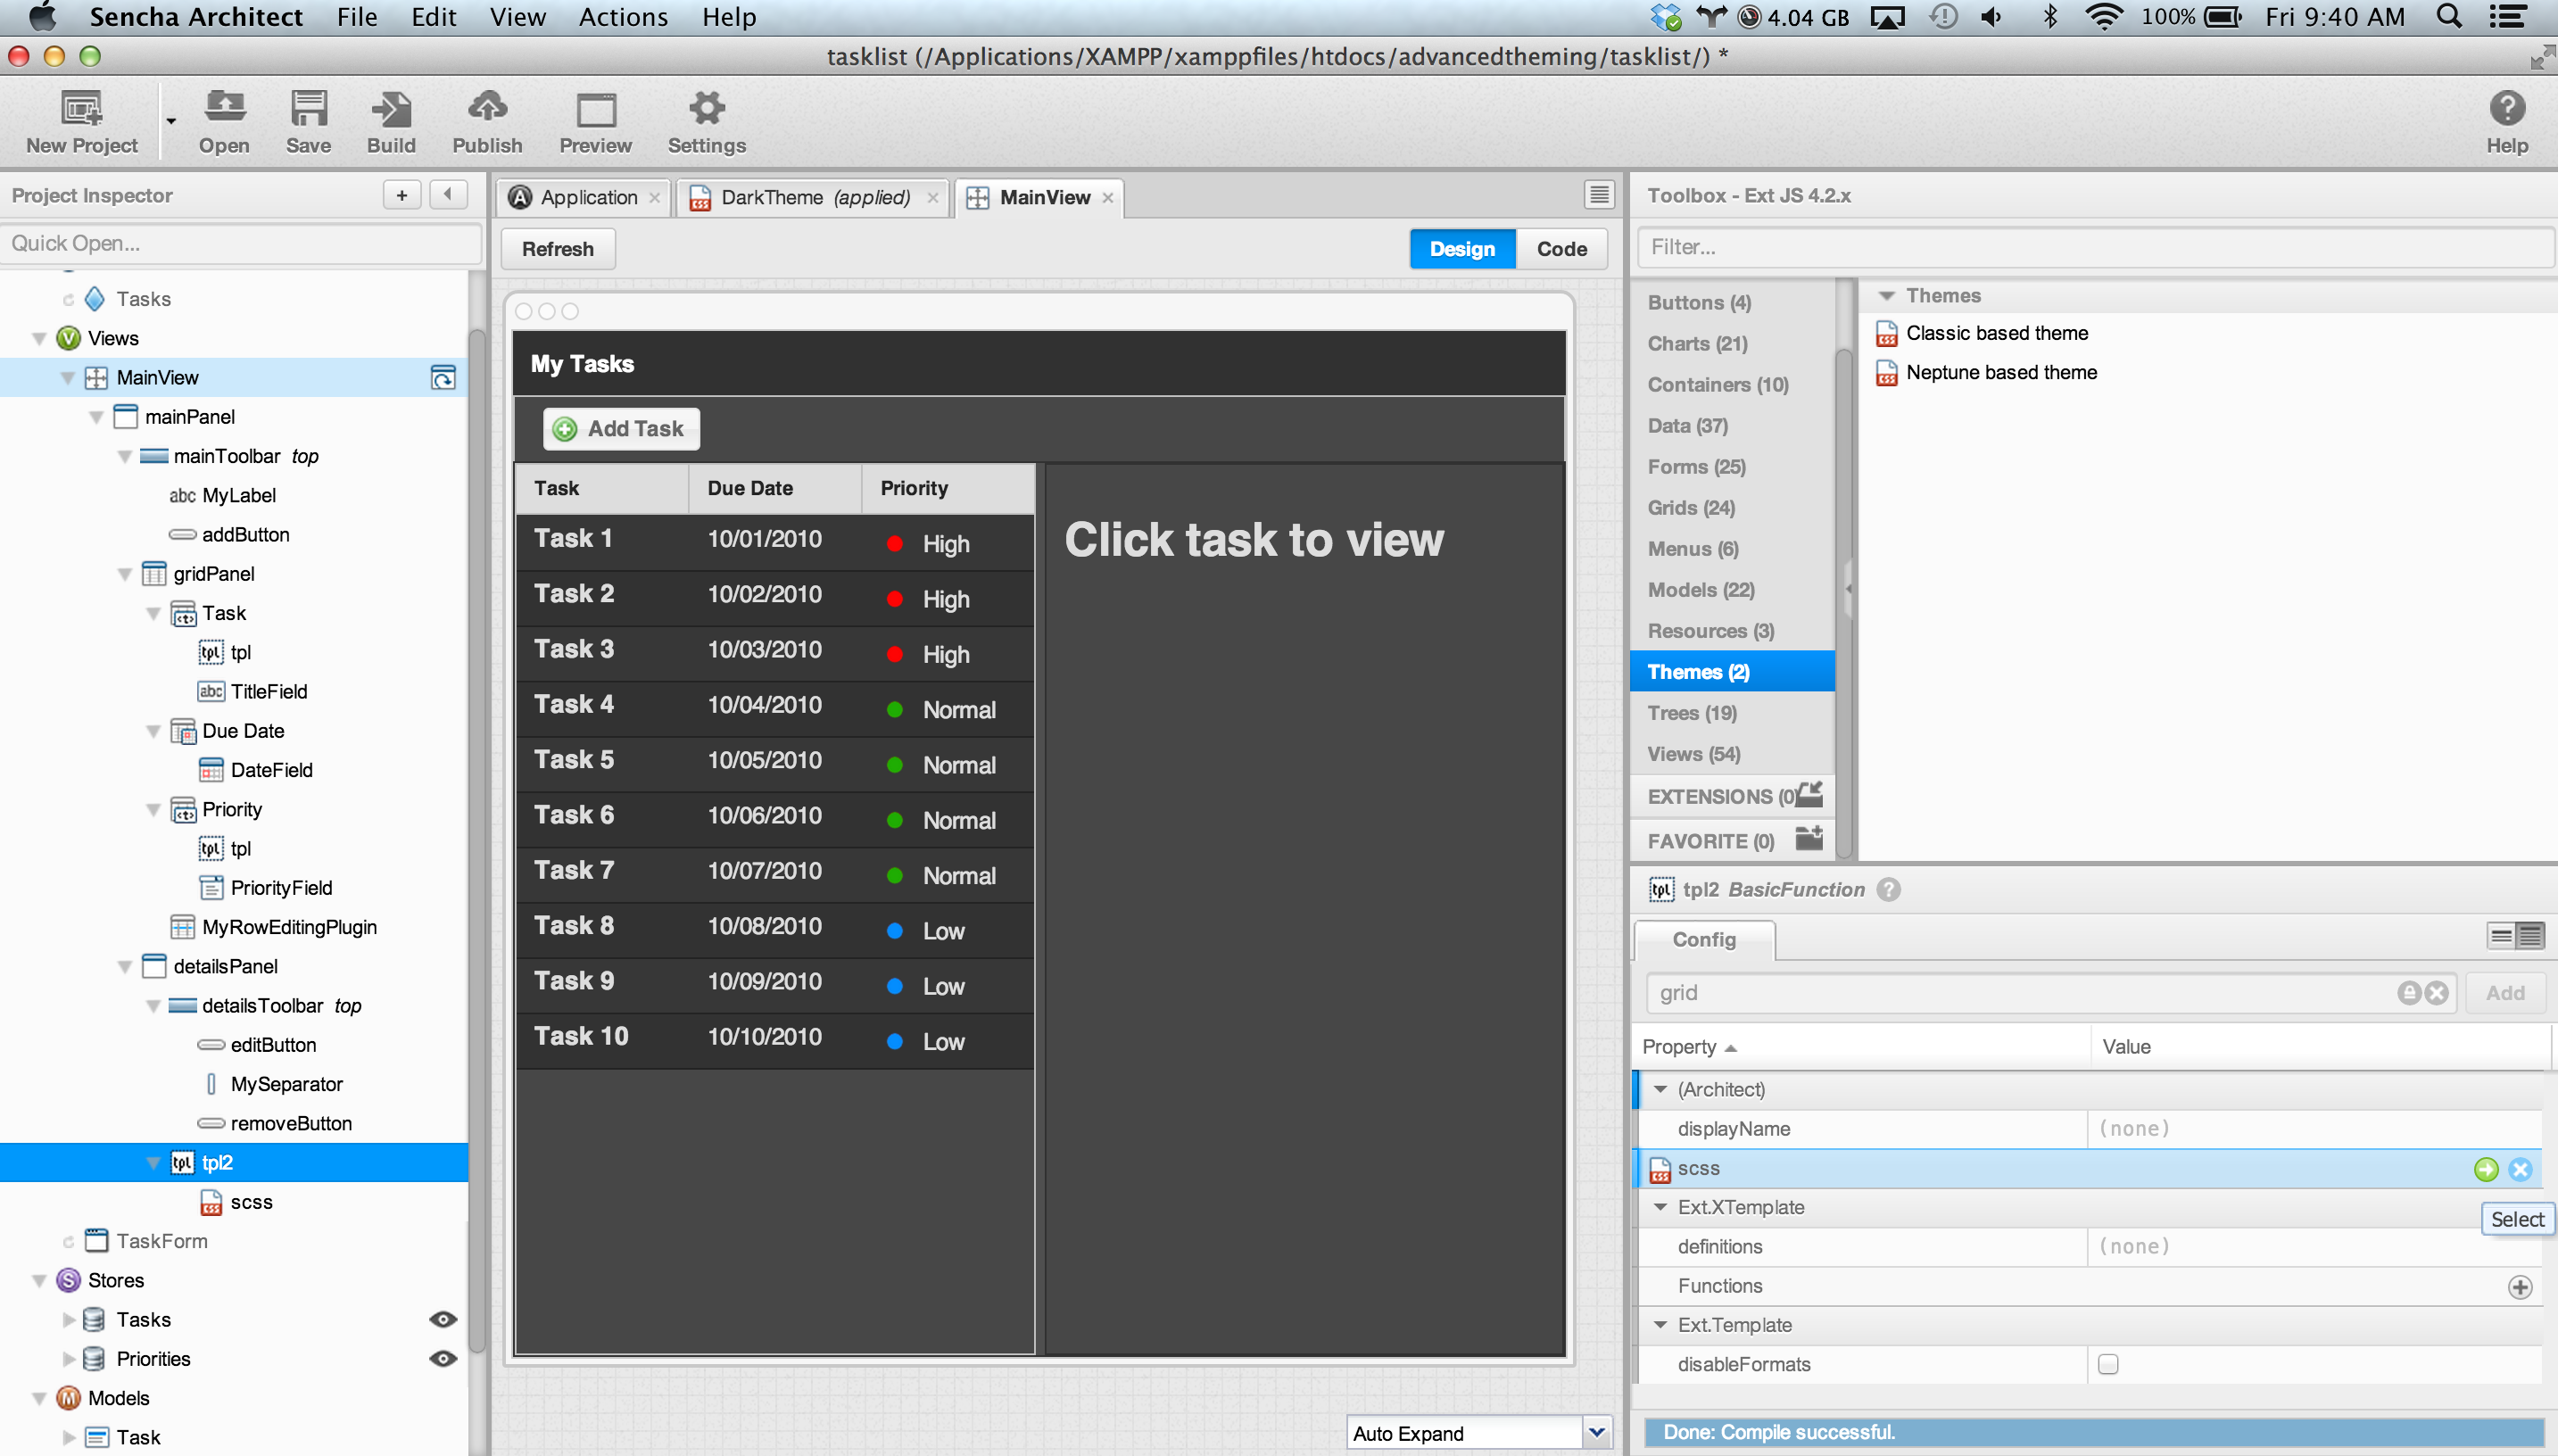 Sencha Architect File Edit View Actions Help 4.04 GB 100% Fri 9:40 AM
tasklist (/Applications/XAMPP/xamppfiles/htdocs/advancedtheming/tasklist/) *
New Project Open Save Build Publish Preview Settings Help
Project Inspector
Quick Open...
Tasks
Views
MainView
mainPanel
mainToolbar top
abc MyLabel
addButton
gridPanel
Task
tpl tpl
abc TitleField
Due Date
DateField
Priority
tpl tpl
PriorityField
MyRowEditingPlugin
detailsPanel
detailsToolbar top
editButton
MySeparator
removeButton
tpl tpl2
scss
TaskForm
Stores
Tasks
Priorities
Models
Task
Application DarkTheme (applied) MainView
Refresh Design Code
My Tasks
Add Task
Task Due Date Priority
Task 1 10/01/2010 High
Task 2 10/02/2010 High
Task 3 10/03/2010 High
Task 4 10/04/2010 Normal
Task 5 10/05/2010 Normal
Task 6 10/06/2010 Normal
Task 7 10/07/2010 Normal
Task 8 10/08/2010 Low
Task 9 10/09/2010 Low
Task 10 10/10/2010 Low
Click task to view
Auto Expand
Toolbox - Ext JS 4.2.x
Filter...
Buttons (4)
Charts (21)
Containers (10)
Data (37)
Forms (25)
Grids (24)
Menus (6)
Models (22)
Resources (3)
Themes (2)
Trees (19)
Views (54)
EXTENSIONS (0)
FAVORITE (0)
Themes
Classic based theme
Neptune based theme
tpl tpl2 BasicFunction ?
Config
grid Add
Property Value
(Architect)
displayName (none)
scss
Ext.XTemplate
Select
definitions (none)
Functions
Ext.Template
disableFormats
Done: Compile successful.